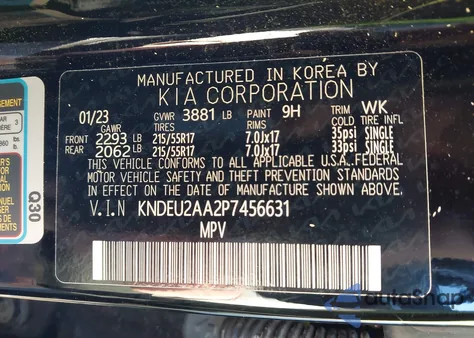 MANUFACTURED IN KOREA BY
KIA CORPORATION
01/23 GVWR 3881 LB PAINT 9H TRIM WK
GAWR TIRES COLD TIRE INFL
FRONT 2293 LB 215/55R17 7.0Jx17 35psi SINGLE
REAR 2062 LB 215/55R17 7.0Jx17 33psi SINGLE
THIS VEHICLE CONFORMS TO ALL APPLICABLE U.S.A. FEDERAL
MOTOR VEHICLE SAFETY AND THEFT PREVENTION STANDARDS
IN EFFECT ON THE DATE OF MANUFACTURE SHOWN ABOVE.
V.I.N KNDEU2AA2P7456631
MPV
Q30
autoSnap